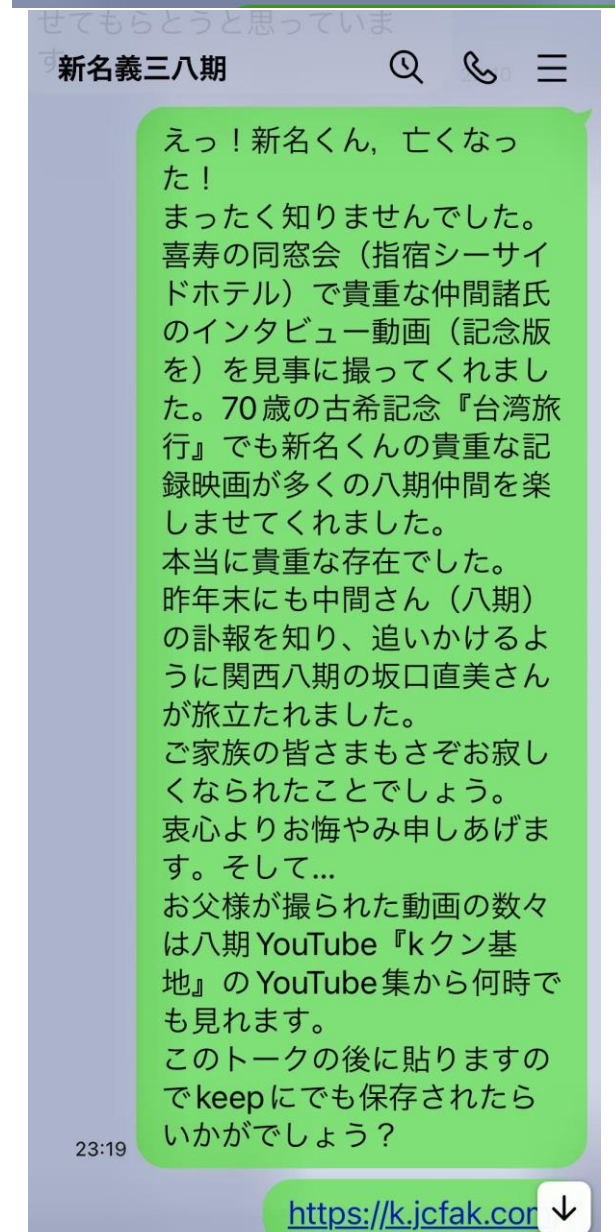 せてもらとうと思っていま
す
新名義三八期
えっ！新名くん，亡くなっ
た！
まったく知りませんでした。
喜寿の同窓会（指宿シーサイ
ドホテル）で貴重な仲間諸氏
のインタビュー動画（記念版
を）を見事に撮ってくれまし
た。70歳の古希記念『台湾旅
行』でも新名くんの貴重な記
録映画が多くの八期仲間を楽
しませてくれました。
本当に貴重な存在でした。
昨年末にも中間さん（八期）
の訃報を知り、追いかけるよ
うに関西八期の坂口直美さん
が旅立たれました。
ご家族の皆さまもさぞお寂し
くなられたことでしょう。
衷心よりお悔やみ申しあげま
す。そして...
お父様が撮られた動画の数々
は八期YouTube『kクン基
地』のYouTube集から何時で
も見れます。
このトークの後に貼りますの
でkeepにでも保存されたら
いかがでしょう？
23:19
https://k.jcfak.cor